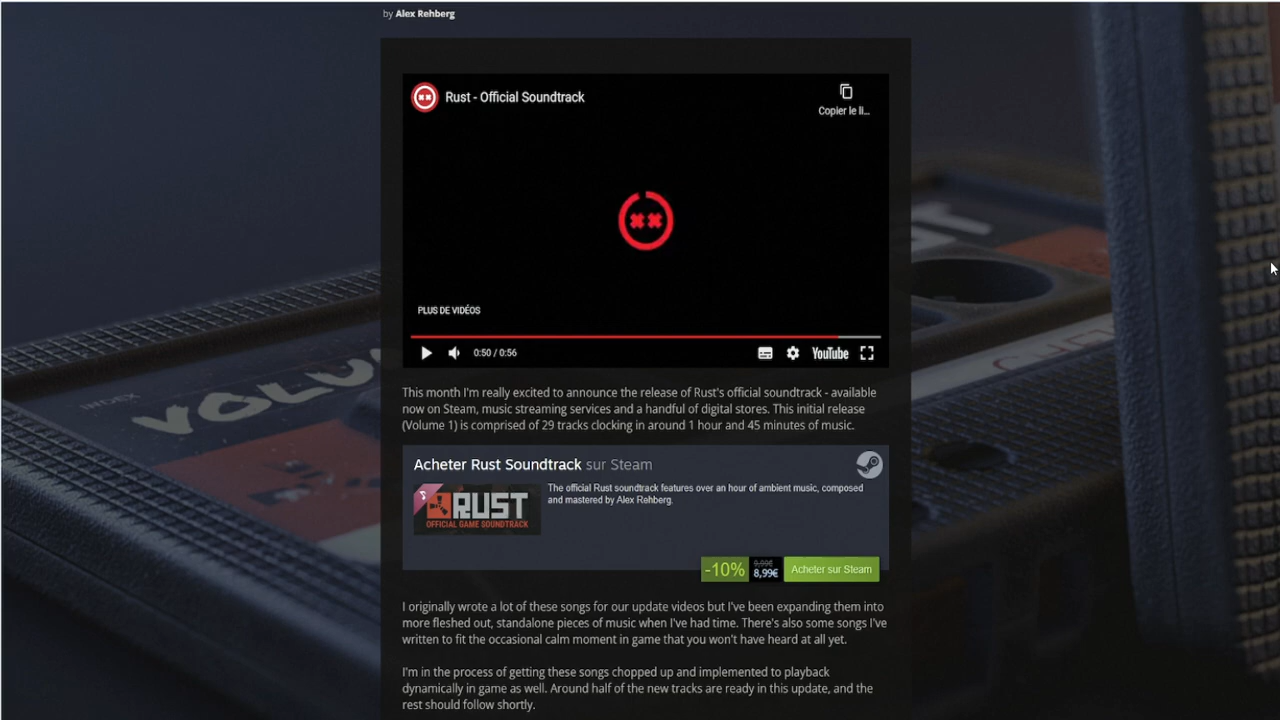 by Alex Rehberg
Rust - Official Soundtrack
Copier le li...
PLUS DE VIDÉOS
0:50 / 0:56
YouTube
INDEX
VOLU
This month I'm really excited to announce the release of Rust's official soundtrack - available
now on Steam, music streaming services and a handful of digital stores. This initial release
(Volume 1) is comprised of 29 tracks clocking in around 1 hour and 45 minutes of music.
Acheter Rust Soundtrack sur Steam
The official Rust soundtrack features over an hour of ambient music, composed
and mastered by Alex Rehberg.
RUST
OFFICIAL GAME SOUNDTRACK
-10%
9,99€
8,99€
Acheter sur Steam
I originally wrote a lot of these songs for our update videos but I've been expanding them into
more fleshed out, standalone pieces of music when I've had time. There's also some songs I've
written to fit the occasional calm moment in game that you won't have heard at all yet.
I'm in the process of getting these songs chopped up and implemented to playback
dynamically in game as well. Around half of the new tracks are ready in this update, and the
rest should follow shortly.